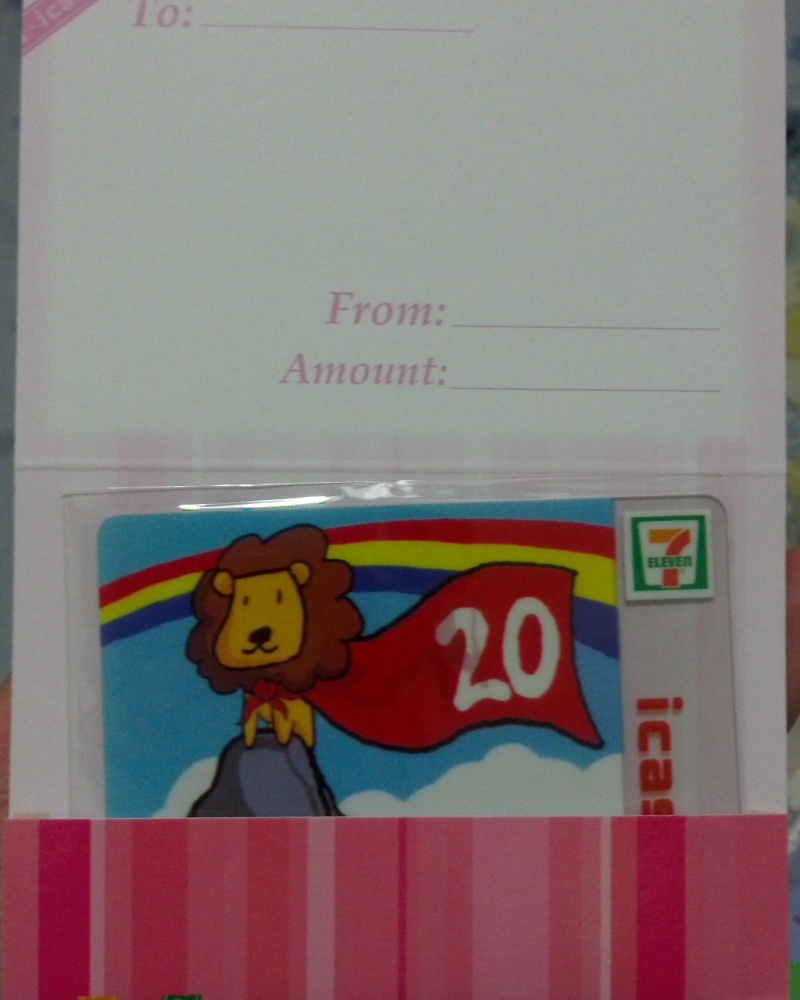 To:
From:
Amount:
20
7
ELEVEN
icas